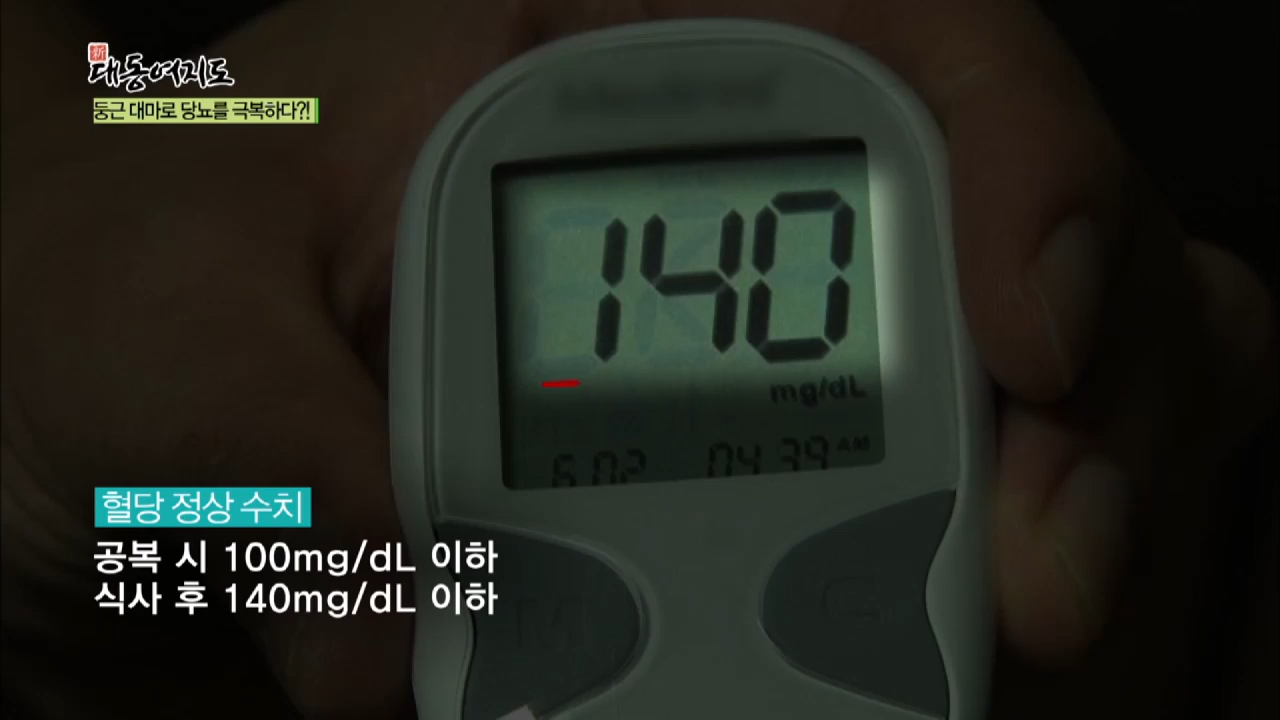 新
대동여지도
둥근 대마로 당뇨를 극복하다?!
140
mg/dL
04 39 AM
혈당 정상 수치
공복 시 100mg/dL 이하
식사 후 140mg/dL 이하